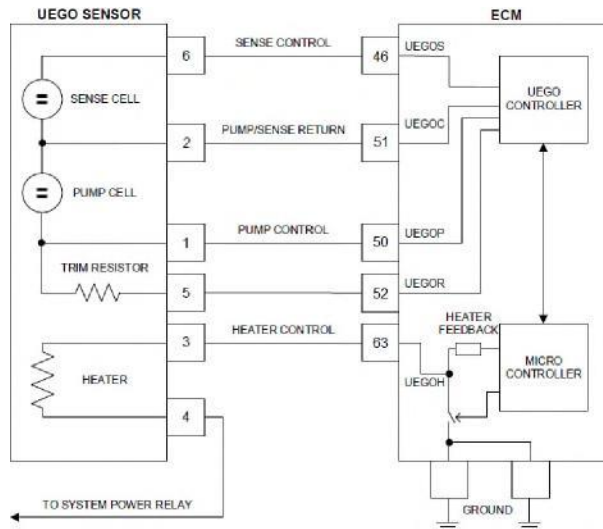 UEGO SENSOR
ECM
6
SENSE CONTROL
46
UEGOS
SENSE CELL
UEGO
CONTROLLER
2
PUMP/SENSE RETURN
51
UEGOC
PUMP CELL
1
PUMP CONTROL
50
UEGOP
TRIM RESISTOR
5
52
UEGOR
3
HEATER CONTROL
63
HEATER
FEEDBACK
HEATER
UEGOH
MICRO
CONTROLLER
4
TO SYSTEM POWER RELAY
GROUND